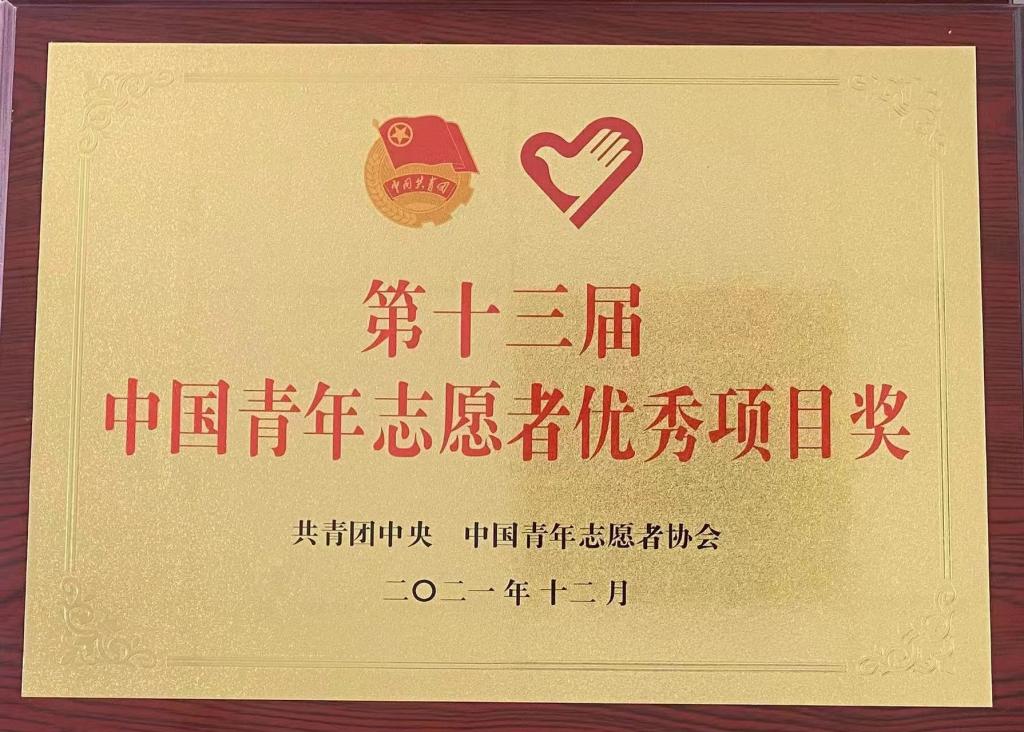 中国共青团
第十三届
中国青年志愿者优秀项目奖
共青团中央 中国青年志愿者协会
二〇二一年十二月